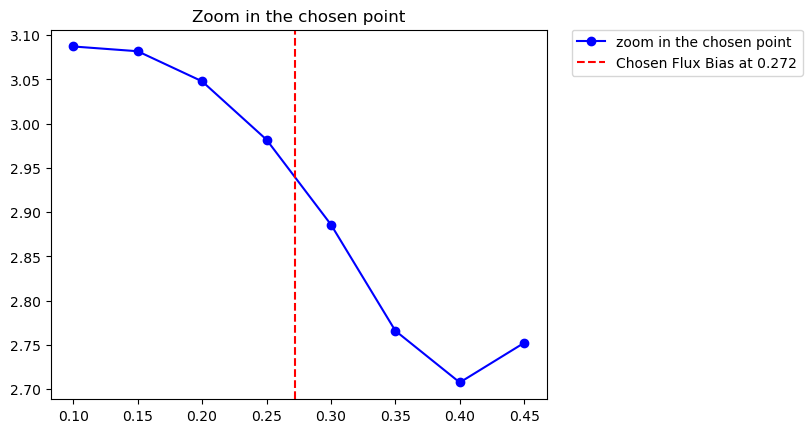 Zoom in the chosen point
zoom in the chosen point
Chosen Flux Bias at 0.272
3.10
3.05
3.00
2.95
2.90
2.85
2.80
2.75
2.70
0.10 0.15 0.20 0.25 0.30 0.35 0.40 0.45